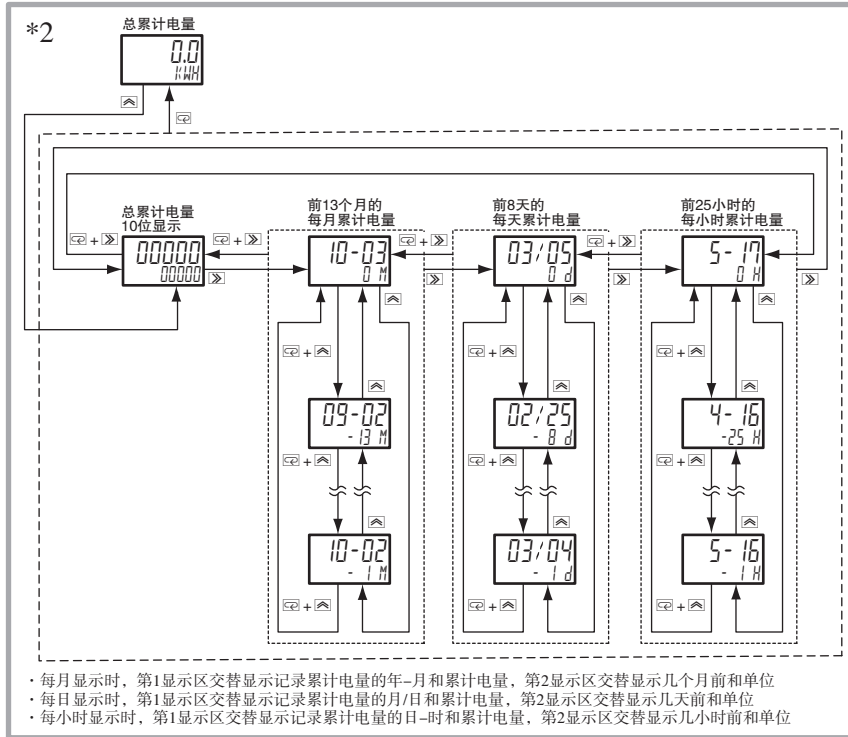 *2
总累计电量
0.0
KWH
总累计电量
10位显示
前13个月的
每月累计电量
前8天的
每天累计电量
前25小时的
每小时累计电量
+
+
+
+
00000
00000
10-03
0 M
03/05
0 d
5-17
0 H
+
+
+
09-02
-13 M
02/25
- 8 d
4-16
-25 H
+
+
+
10-02
- 1 M
03/04
- 1 d
5-16
- 1 H
+
+
+
·每月显示时，第1显示区交替显示记录累计电量的年–月和累计电量，第2显示区交替显示几个月前和单位
·每日显示时，第1显示区交替显示记录累计电量的月/日和累计电量，第2显示区交替显示几天前和单位
·每小时显示时，第1显示区交替显示记录累计电量的日–时和累计电量，第2显示区交替显示几小时前和单位